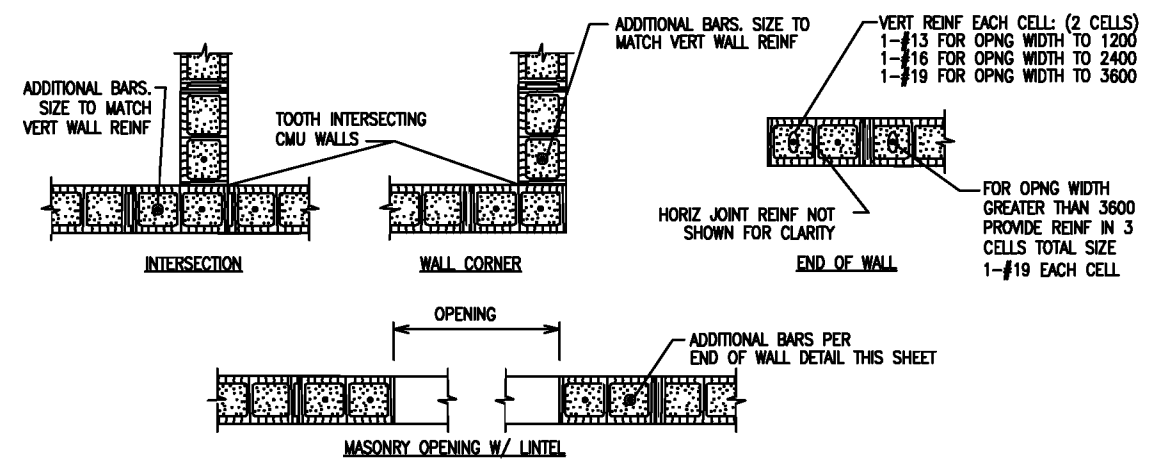 ADDITIONAL BARS.
SIZE TO MATCH
VERT WALL REINF
TOOTH INTERSECTING
CMU WALLS
INTERSECTION
ADDITIONAL BARS. SIZE TO
MATCH VERT WALL REINF
WALL CORNER
VERT REINF EACH CELL: (2 CELLS)
1-#13 FOR OPNG WIDTH TO 1200
1-#16 FOR OPNG WIDTH TO 2400
1-#19 FOR OPNG WIDTH TO 3600
HORIZ JOINT REINF NOT
SHOWN FOR CLARITY
FOR OPNG WIDTH
GREATER THAN 3600
PROVIDE REINF IN 3
CELLS TOTAL SIZE
1-#19 EACH CELL
END OF WALL
OPENING
ADDITIONAL BARS PER
END OF WALL DETAIL THIS SHEET
MASONRY OPENING W/ LINTEL